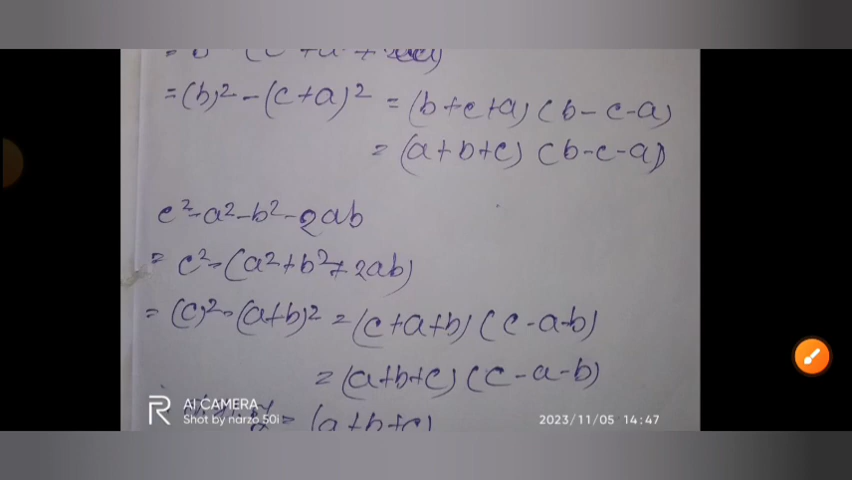 = (b)² - (c+a)² = (b+c+a) (b-c-a)
= (a+b+c) (b-c-a)
c²-a²-b²-2ab
= c²-(a²+b²+2ab)
= (c)²-(a+b)² = (c+a+b) (c-a-b)
= (a+b+c) (c-a-b)
= (a+b+c)
AI CAMERA
Shot by narzo 50i
2023/11/05 14:47